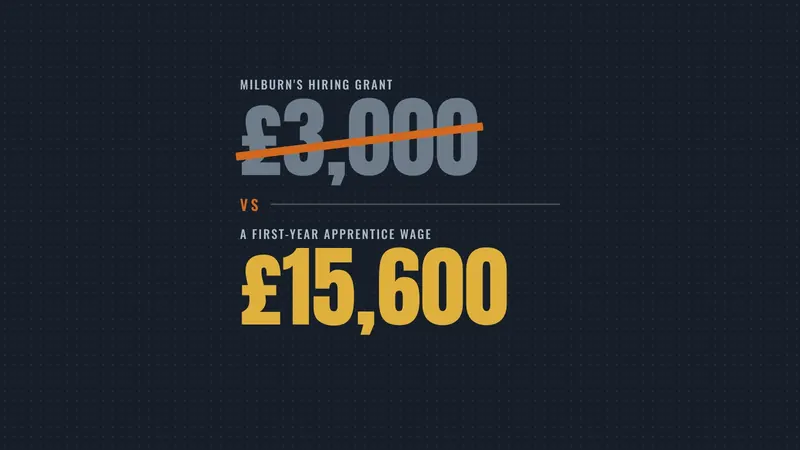 MILBURN'S HIRING GRANT
£3,000
VS
A FIRST-YEAR APPRENTICE WAGE
£15,600